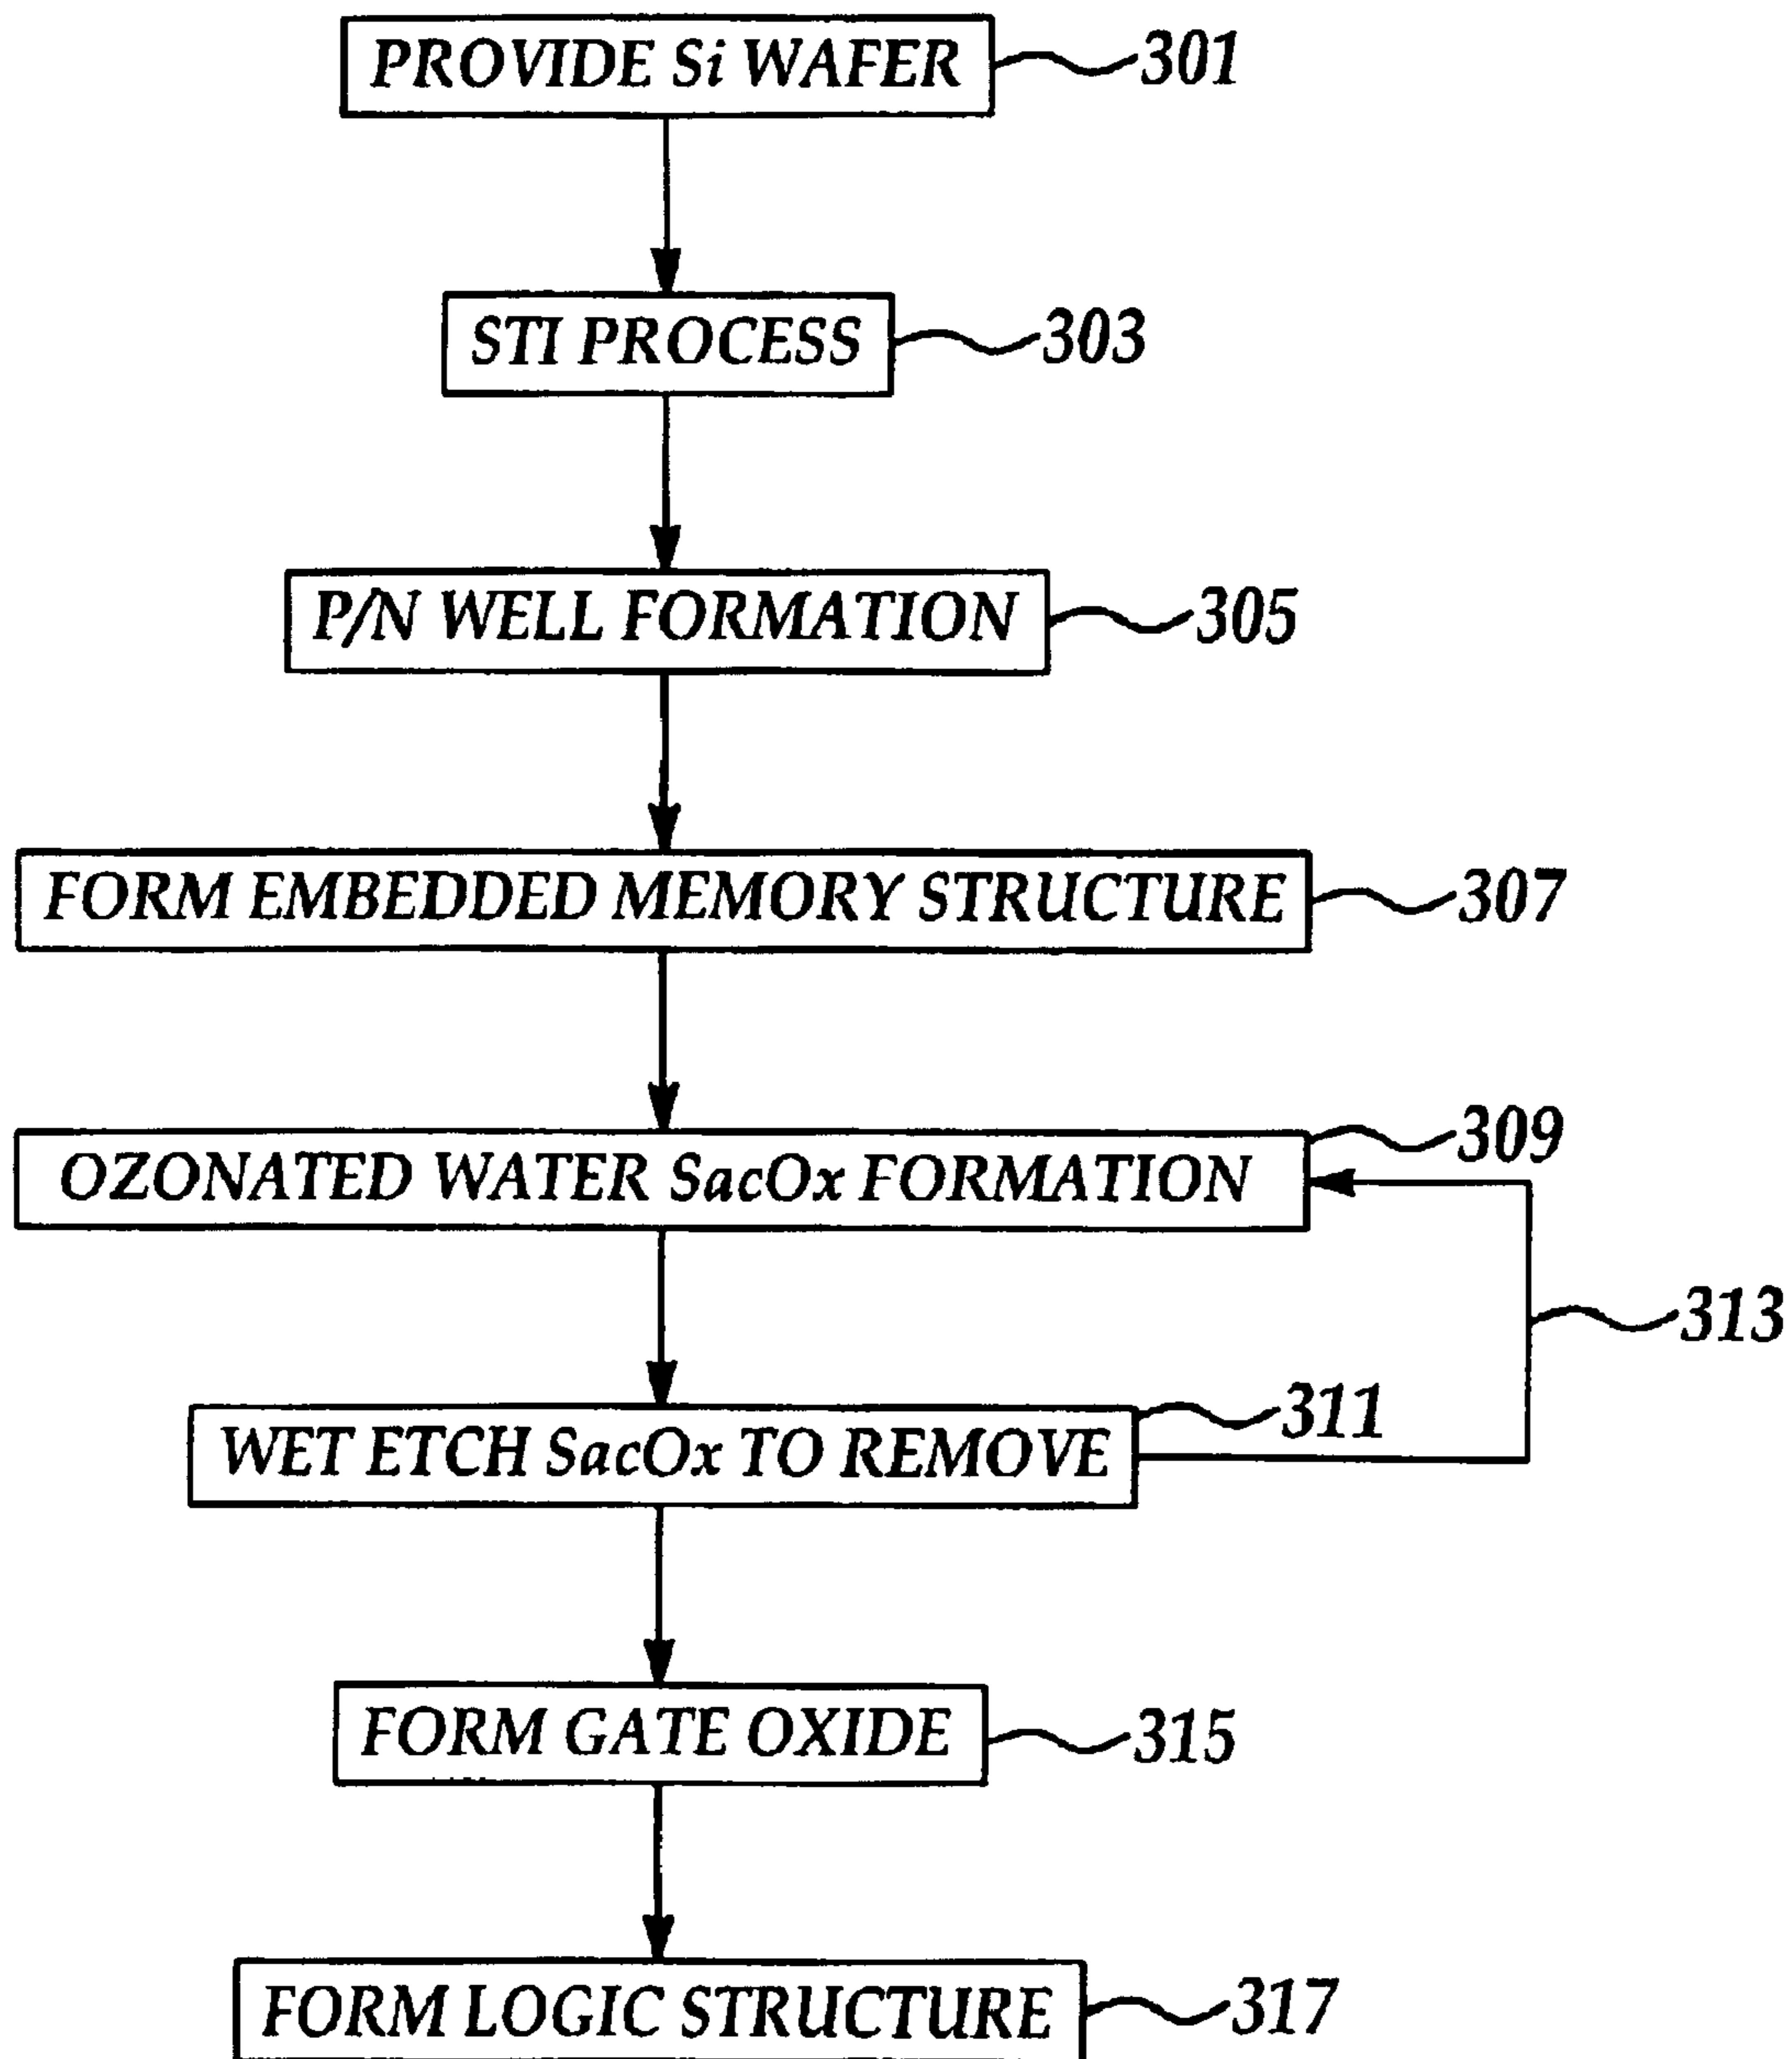 PROVIDE Si WAFER 301
STI PROCESS 303
P/N WELL FORMATION 305
FORM EMBEDDED MEMORY STRUCTURE 307
OZONATED WATER SacOx FORMATION 309
313
WET ETCH SacOx TO REMOVE 311
FORM GATE OXIDE 315
FORM LOGIC STRUCTURE 317